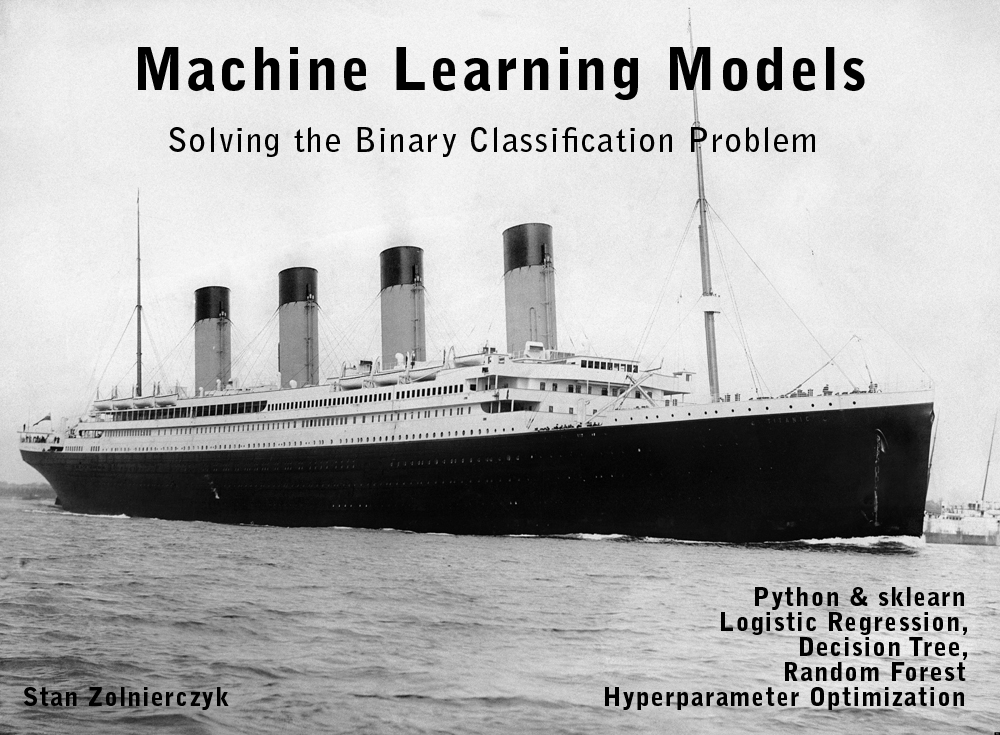 Machine Learning Models
Solving the Binary Classification Problem
Python & sklearn
Logistic Regression,
Decision Tree,
Random Forest
Hyperparameter Optimization
Stan Zolnierczyk